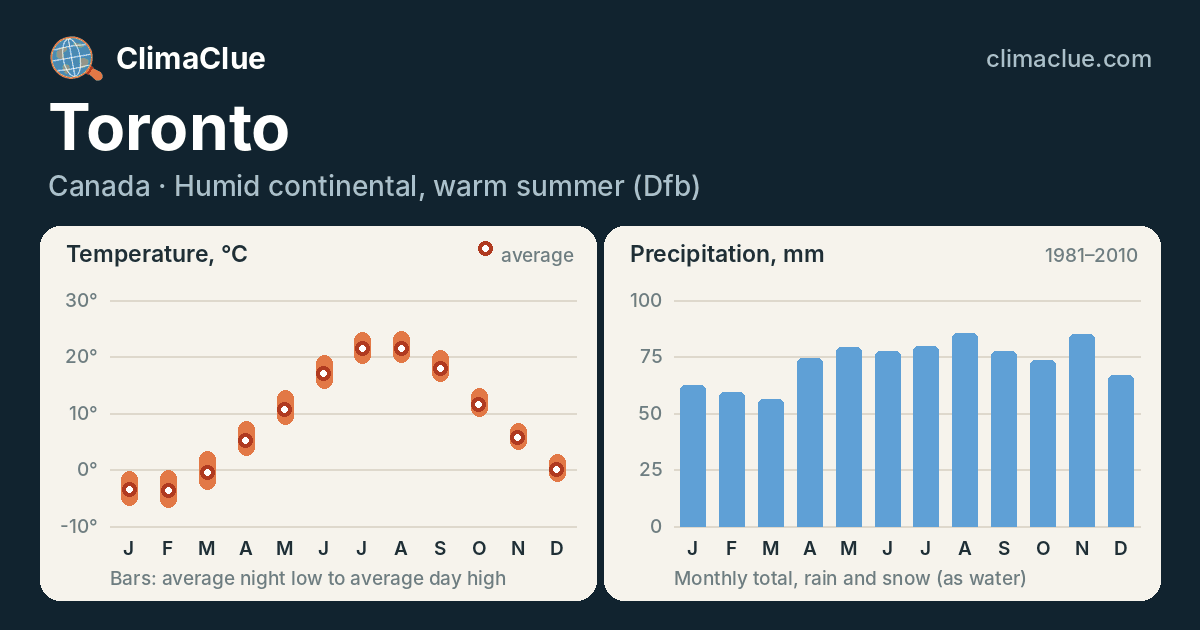 ClimaClue
climaclue.com
Toronto
Canada · Humid continental, warm summer (Dfb)
Temperature, °C
average
30°
20°
10°
0°
-10°
J F M A M J J A S O N D
Bars: average night low to average day high
Precipitation, mm
1981–2010
100
75
50
25
0
J F M A M J J A S O N D
Monthly total, rain and snow (as water)